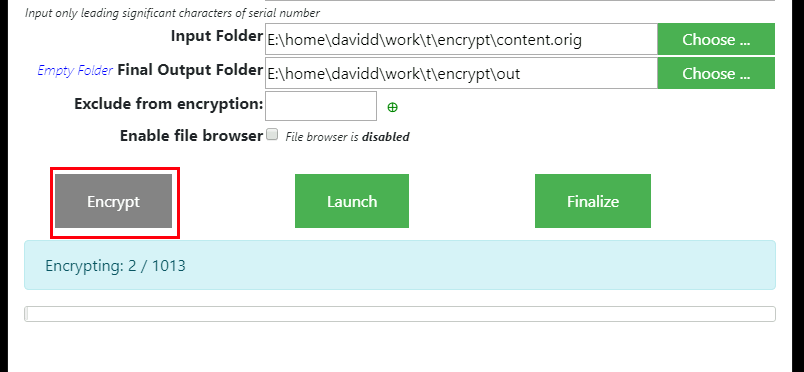 Input only leading significant characters of serial number
Input Folder E:\home\davidd\work\t\encrypt\content.orig Choose ...
Empty Folder Final Output Folder E:\home\davidd\work\t\encrypt\out Choose ...
Exclude from encryption: ⊕
Enable file browser File browser is disabled
Encrypt Launch Finalize
Encrypting: 2 / 1013